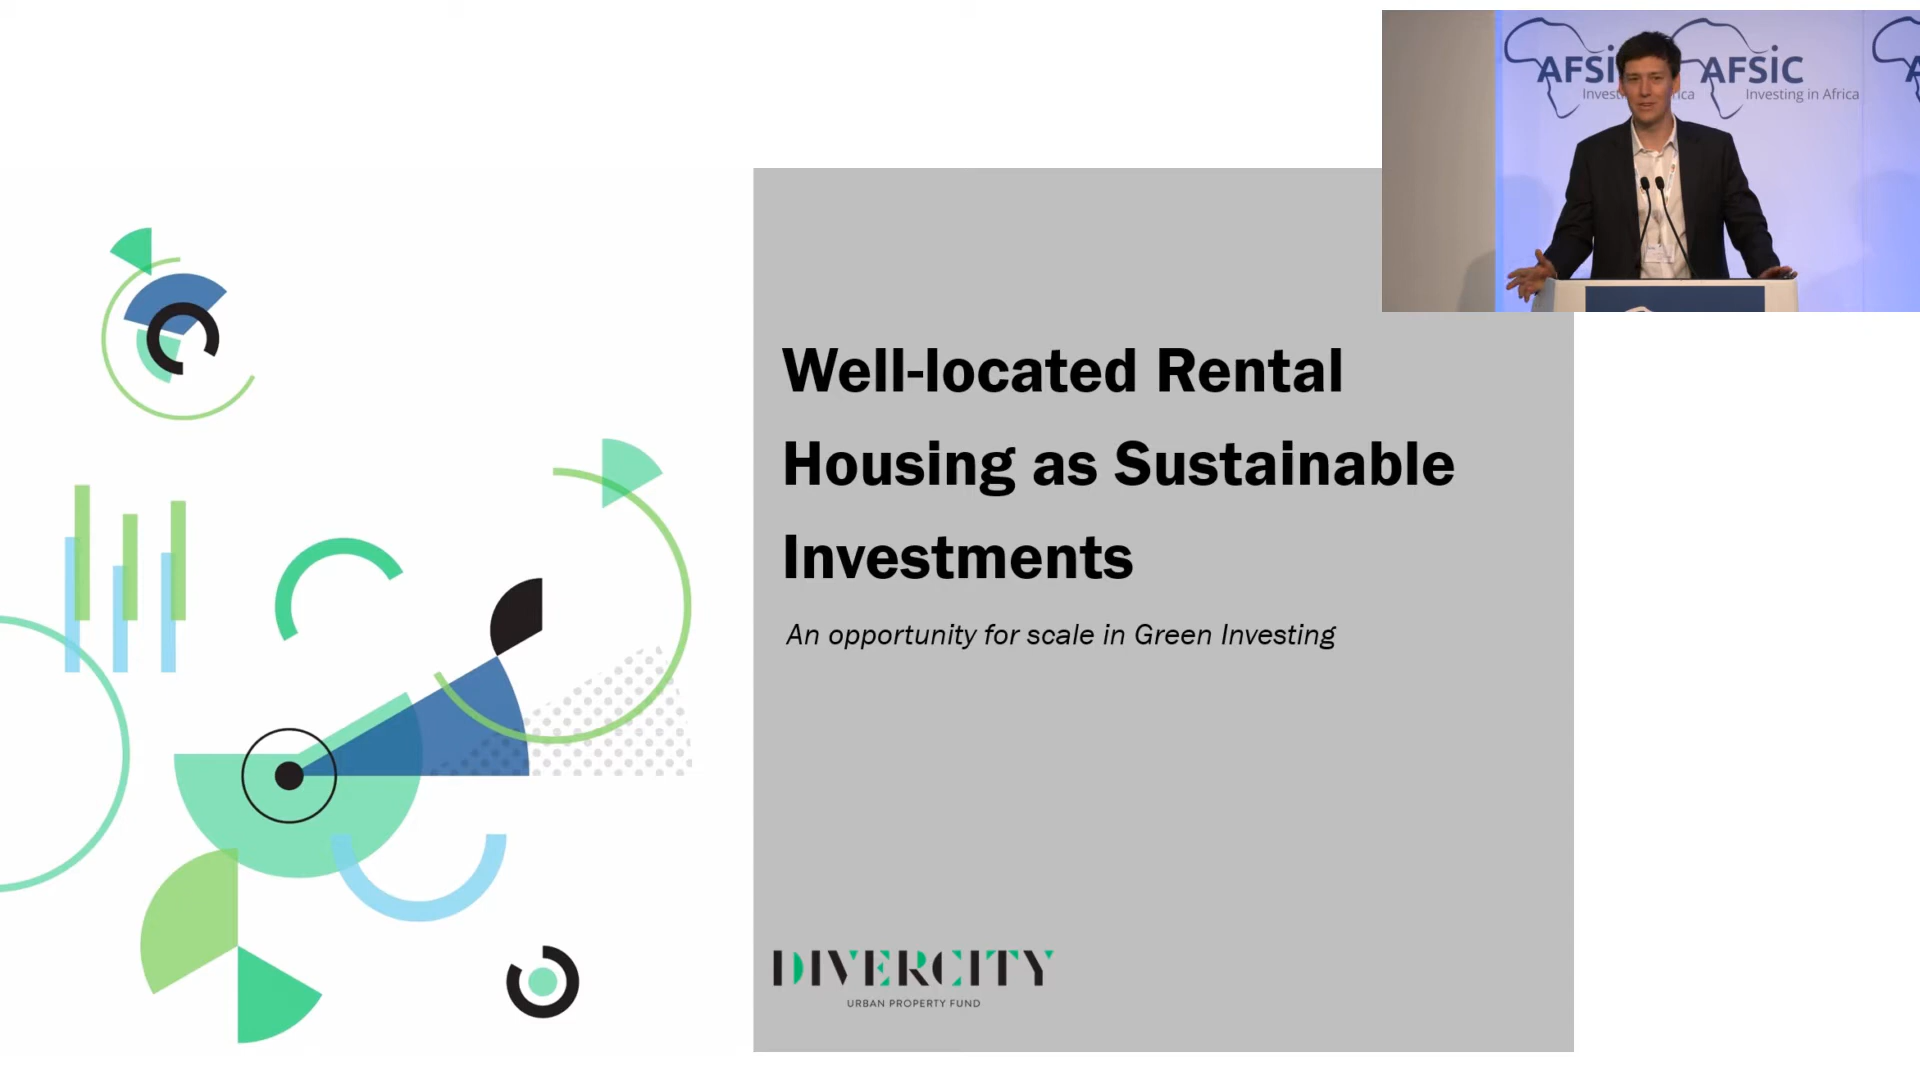 AFSIC
Investing in Africa
Well-located Rental
Housing as Sustainable
Investments
An opportunity for scale in Green Investing
DIVERCITY
URBAN PROPERTY FUND